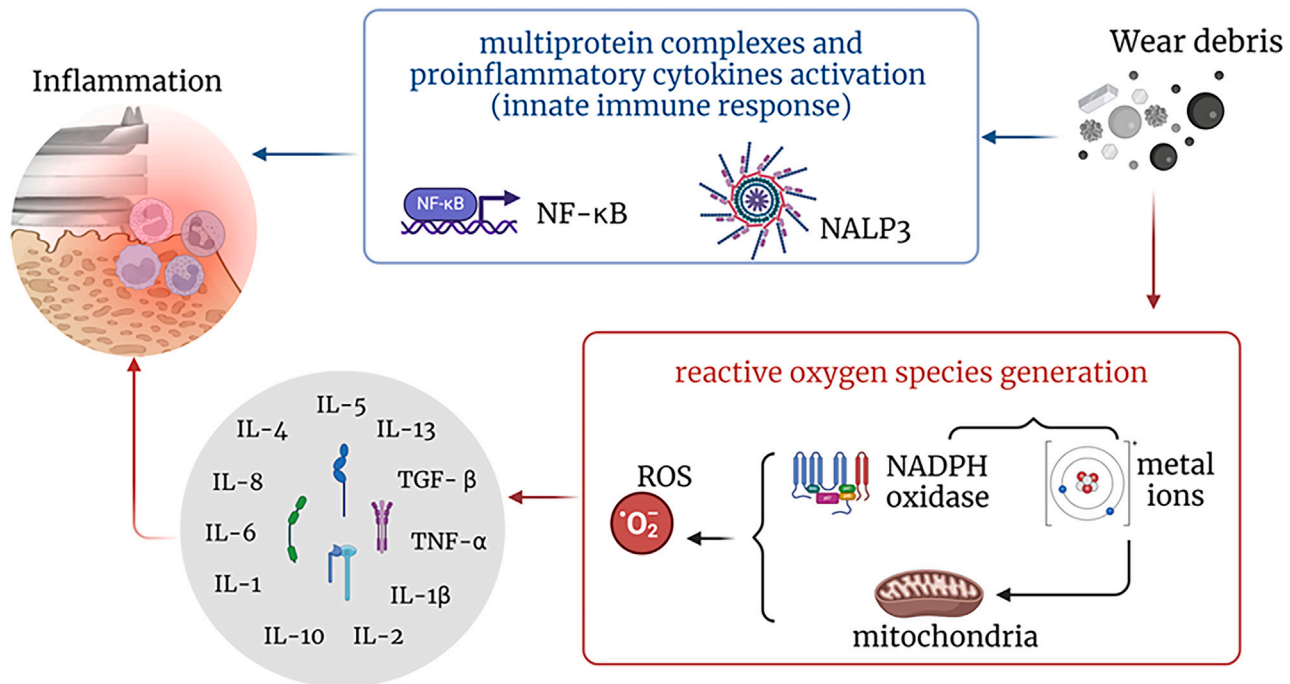 multiprotein complexes and
proinflammatory cytokines activation
(innate immune response)
Wear debris
Inflammation
NF-κB
NF-κB
NALP3
reactive oxygen species generation
IL-5
IL-4
IL-13
IL-8
TGF- β
IL-6
TNF-α
IL-1
IL-1β
IL-10
IL-2
ROS
•O₂⁻
NADPH
oxidase
metal
ions
mitochondria